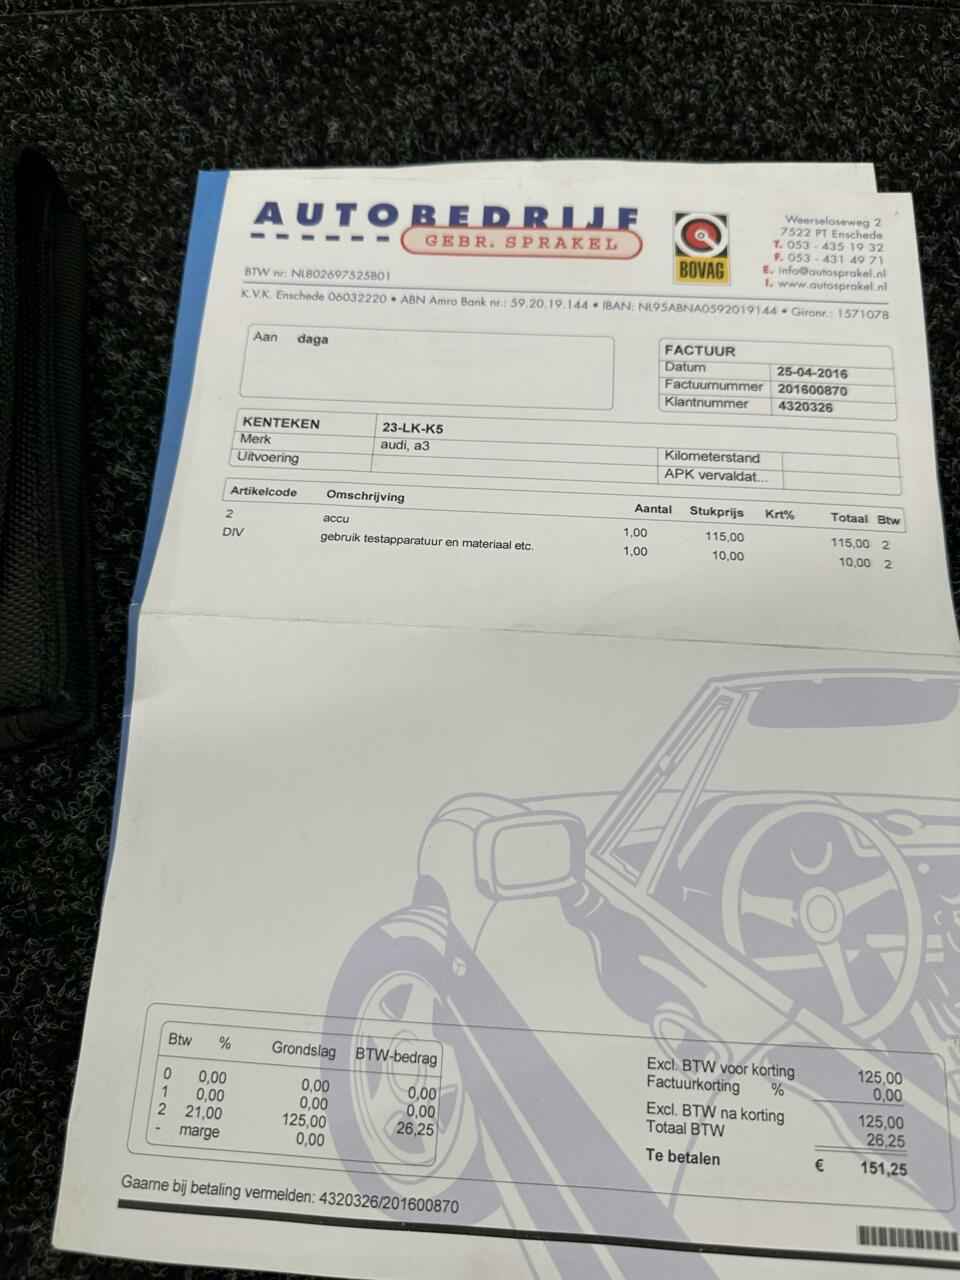 AUTOBEDRIJF
GEBR. SPRAKEL
BOVAG
Weerseloseweg 2
7522 PT Enschede
T. 053 - 435 19 32
F. 053 - 431 49 71
E. info@autosprakel.nl
I. www.autosprakel.nl
BTW nr: NL802697525B01
K.V.K. Enschede 06032220 • ABN Amro Bank nr.: 59.20.19.144 • IBAN: NL95ABNA0592019144 • Gironr.: 1571078
Aan daga
FACTUUR
Datum 25-04-2016
Factuurnummer 201600870
Klantnummer 4320326
KENTEKEN 23-LK-K5
Merk audi, a3
Uitvoering
Kilometerstand
APK vervaldat...
Artikelcode Omschrijving Aantal Stukprijs Krt% Totaal Btw
2 accu 1,00 115,00 115,00 2
DIV gebruik testapparatuur en materiaal etc. 1,00 10,00 10,00 2
Btw % Grondslag BTW-bedrag
0 0,00 0,00 0,00
1 0,00 0,00 0,00
2 21,00 125,00 26,25
- marge 0,00
Excl. BTW voor korting 125,00
Factuurkorting % 0,00
Excl. BTW na korting 125,00
Totaal BTW 26,25
Te betalen € 151,25
Gaarne bij betaling vermelden: 4320326/201600870